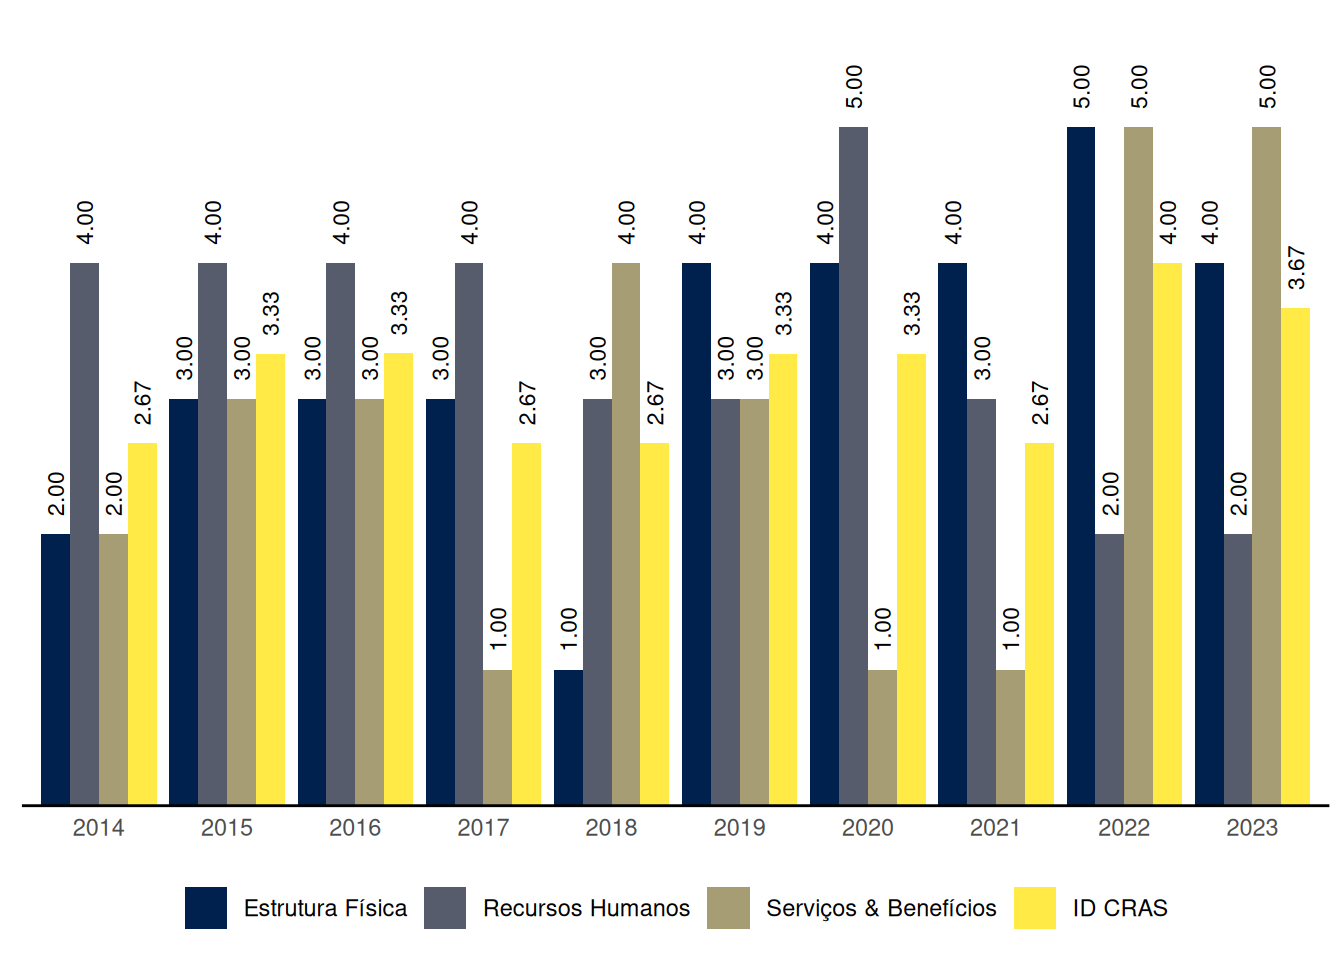 5.00 5.00 5.00 5.00
4.00 4.00 4.00 4.00 4.00 4.00 4.00 4.00 4.00 4.00
3.67
3.33 3.33 3.33 3.33
3.00 3.00 3.00 3.00 3.00 3.00 3.00 3.00 3.00
2.67 2.67 2.67 2.67
2.00 2.00 2.00 2.00
1.00 1.00 1.00 1.00
2014 2015 2016 2017 2018 2019 2020 2021 2022 2023
Estrutura Física Recursos Humanos Serviços & Benefícios ID CRAS